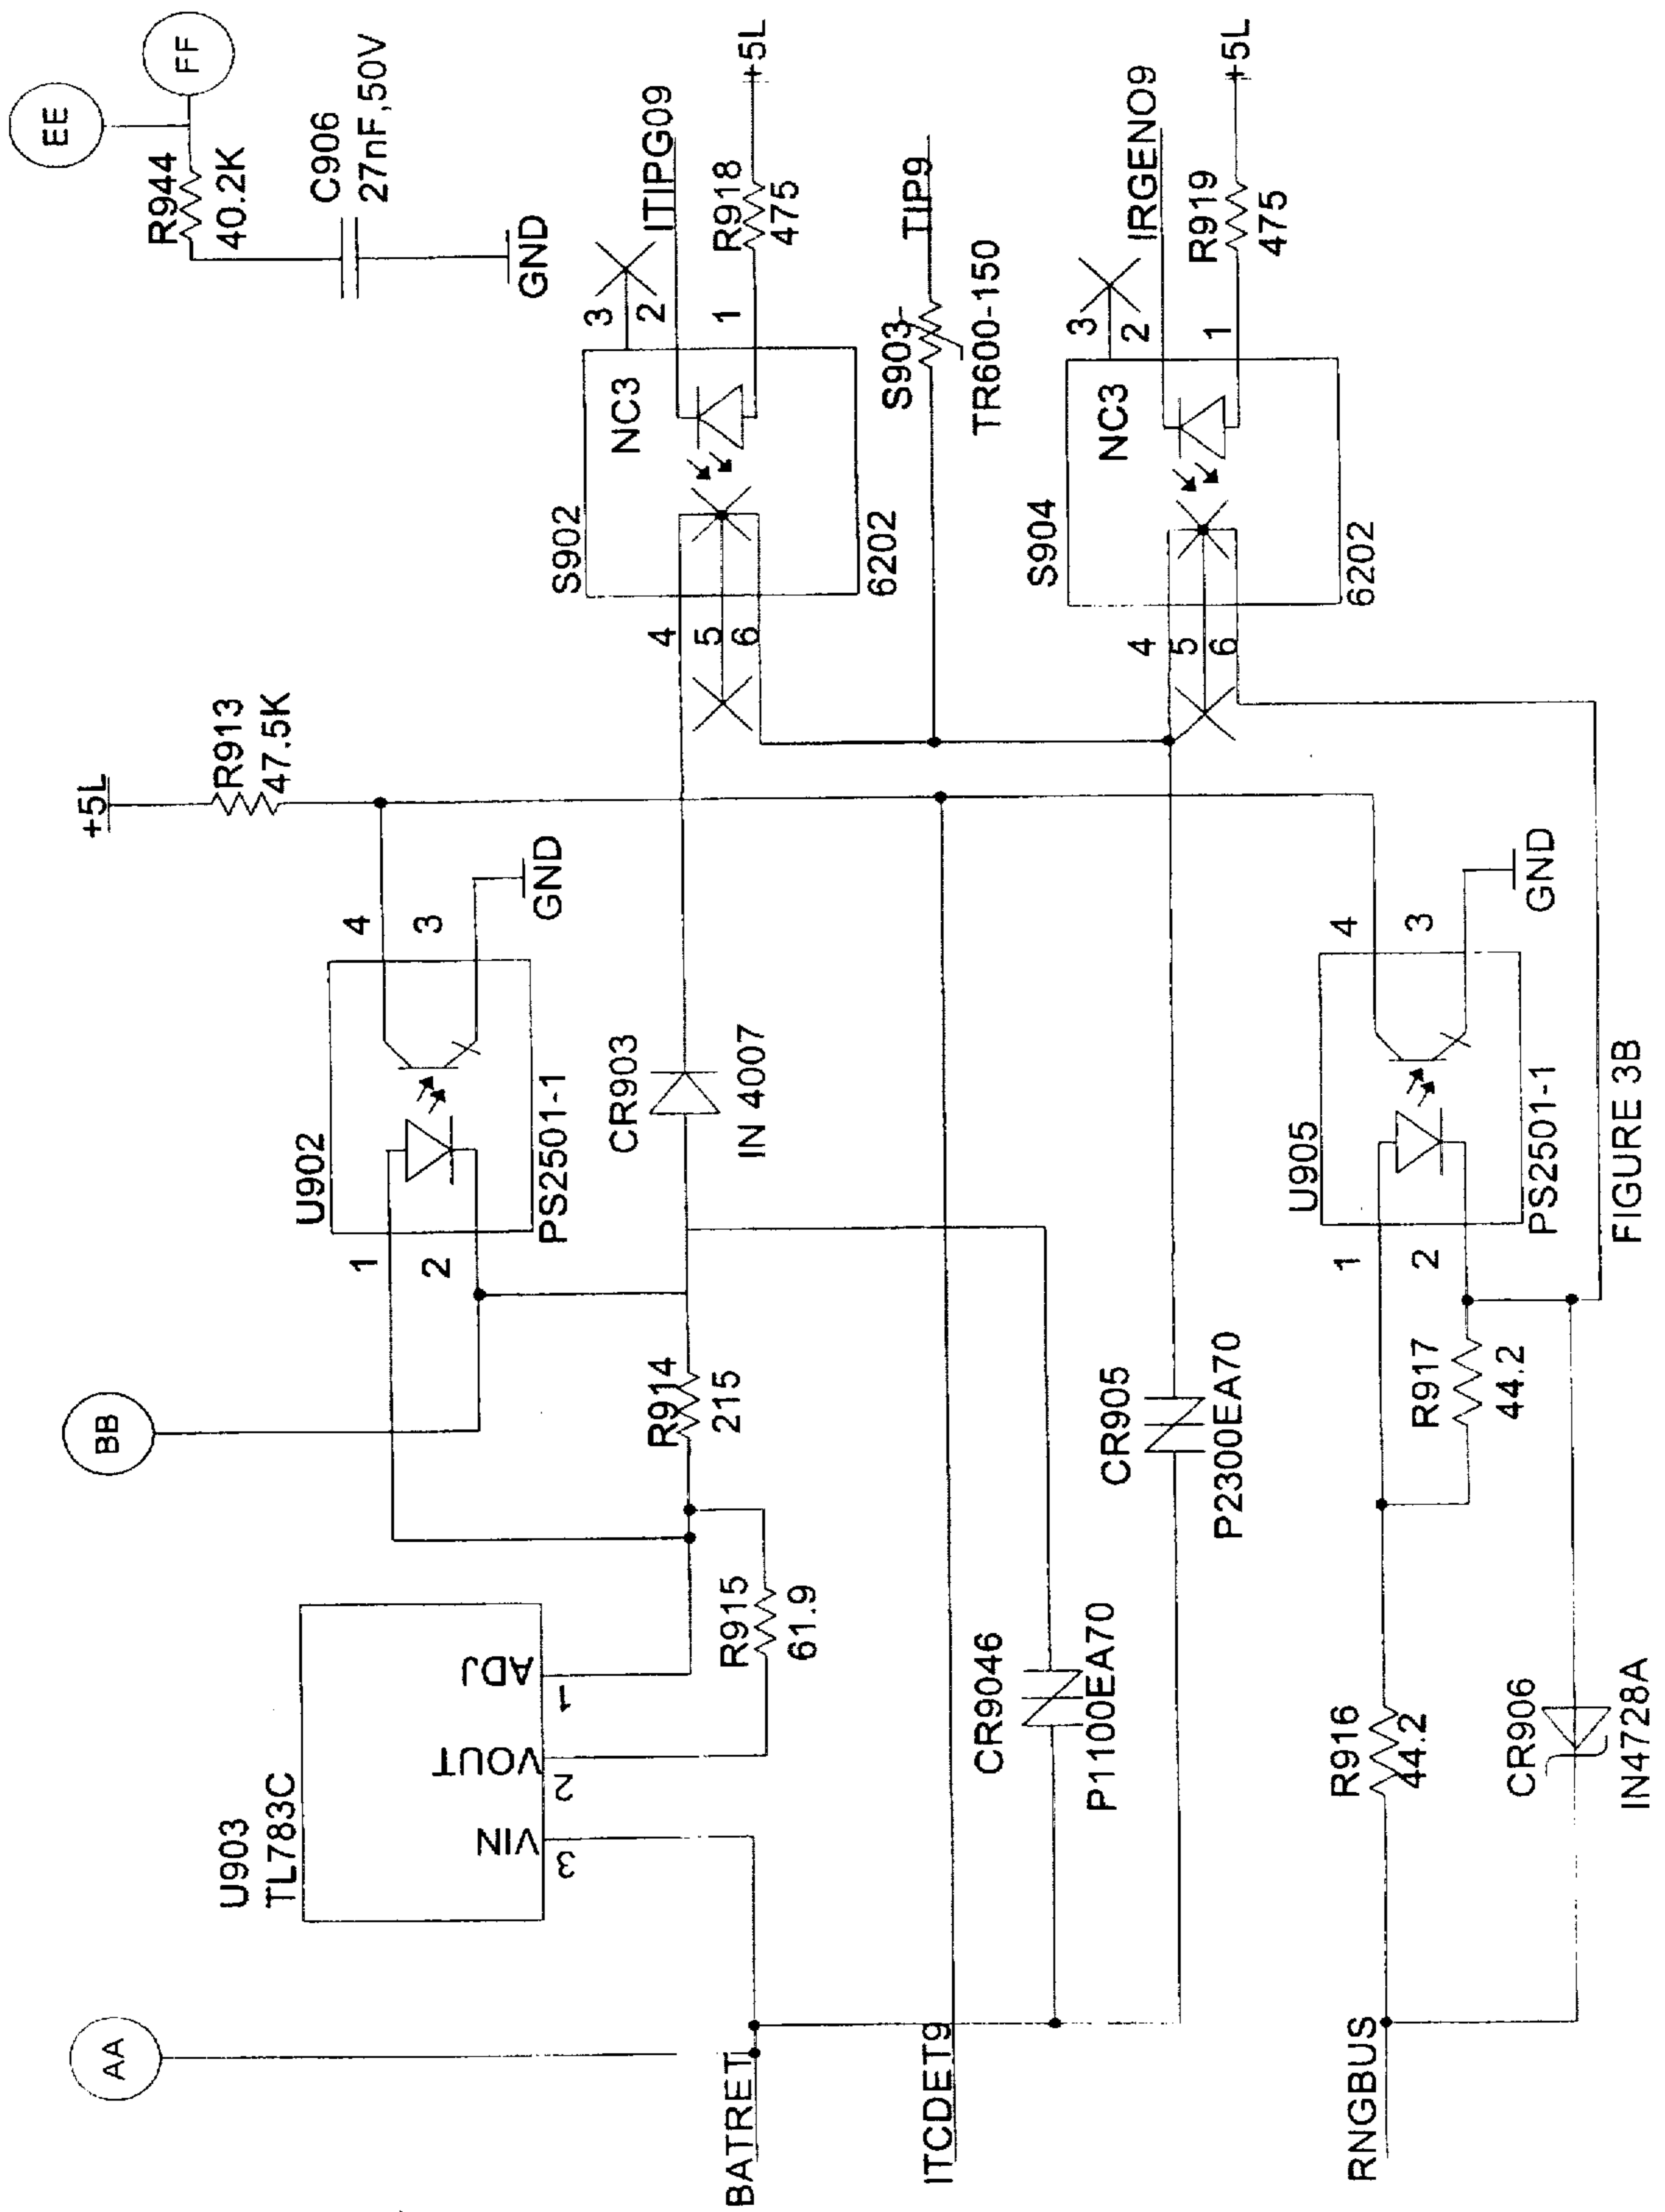 EE
FF
R944
40.2K
C906
27nF,50V
GND
ITIPG09
R918
475
+5L
3
2
1
NC3
S902
6202
4
5
6
S903
TIP9
TR600-150
IRGENO9
R919
475
+5L
3
2
1
NC3
S904
6202
4
5
6
+5L
R913
47.5K
GND
4
3
U902
PS2501-1
1
2
CR903
IN 4007
BB
R914
215
R915
61.9
U903
TL783C
ADJ
1
VOUT
2
VIN
3
CR9046
P1100EA70
CR905
P2300EA70
GND
4
3
U905
PS2501-1
1
2
R917
44.2
R916
44.2
CR906
IN4728A
AA
BATRET
ITCDET9
RNGBUS
FIGURE 3B